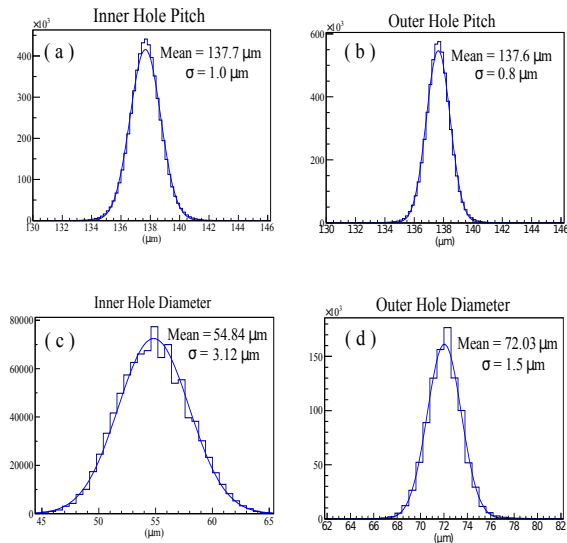 Inner Hole Pitch
×10³
( a )
Mean = 137.7 µm
σ = 1.0 µm
400
300
200
100
0
130 132 134 136 138 140 142 144 146
(µm)
Outer Hole Pitch
×10³
( b )
Mean = 137.6 µm
σ = 0.8 µm
600
400
200
0
130 132 134 136 138 140 142 144 146
(µm)
Inner Hole Diameter
( c )
Mean = 54.84 µm
σ = 3.12 µm
80000
60000
40000
20000
0
45 50 55 60 65
(µm)
Outer Hole Diameter
×10³
( d )
Mean = 72.03 µm
σ = 1.5 µm
150
100
50
0
62 64 66 68 70 72 74 76 78 80 82
(µm)